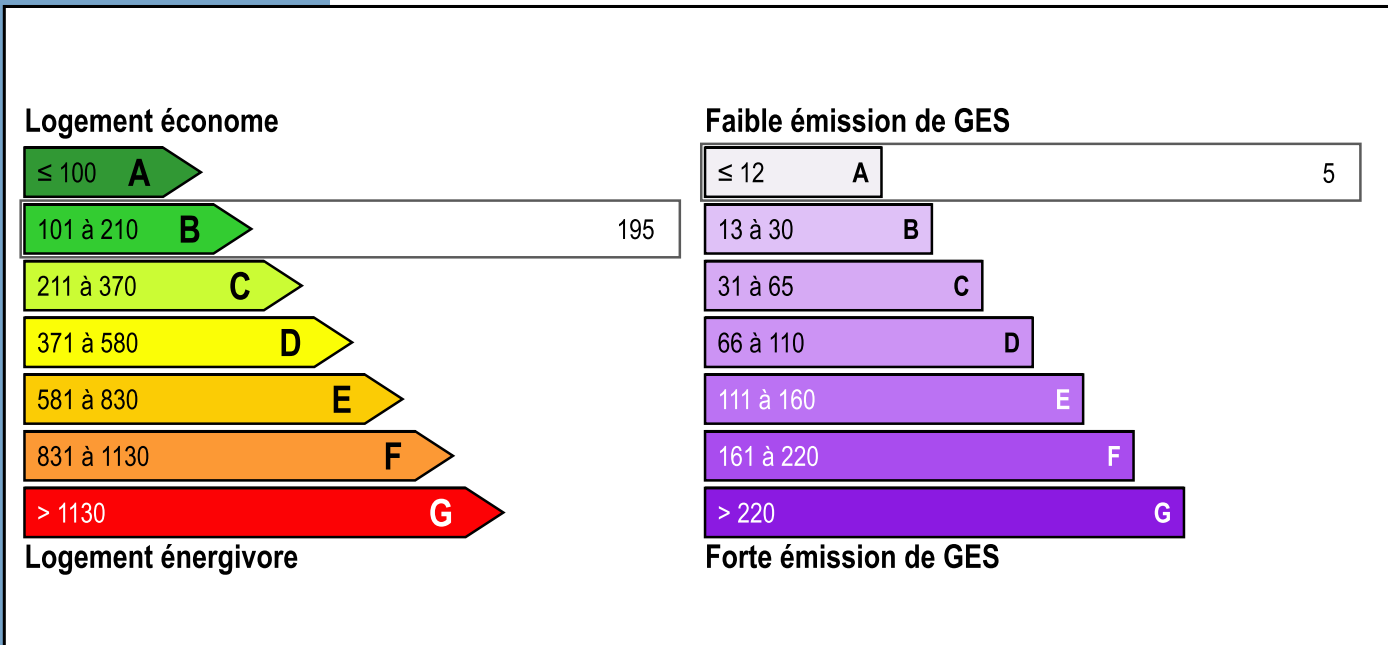 Logement économe
≤ 100 A
101 à 210 B 195
211 à 370 C
371 à 580 D
581 à 830 E
831 à 1130 F
> 1130 G
Logement énergivore
Faible émission de GES
≤ 12 A 5
13 à 30 B
31 à 65 C
66 à 110 D
111 à 160 E
161 à 220 F
> 220 G
Forte émission de GES